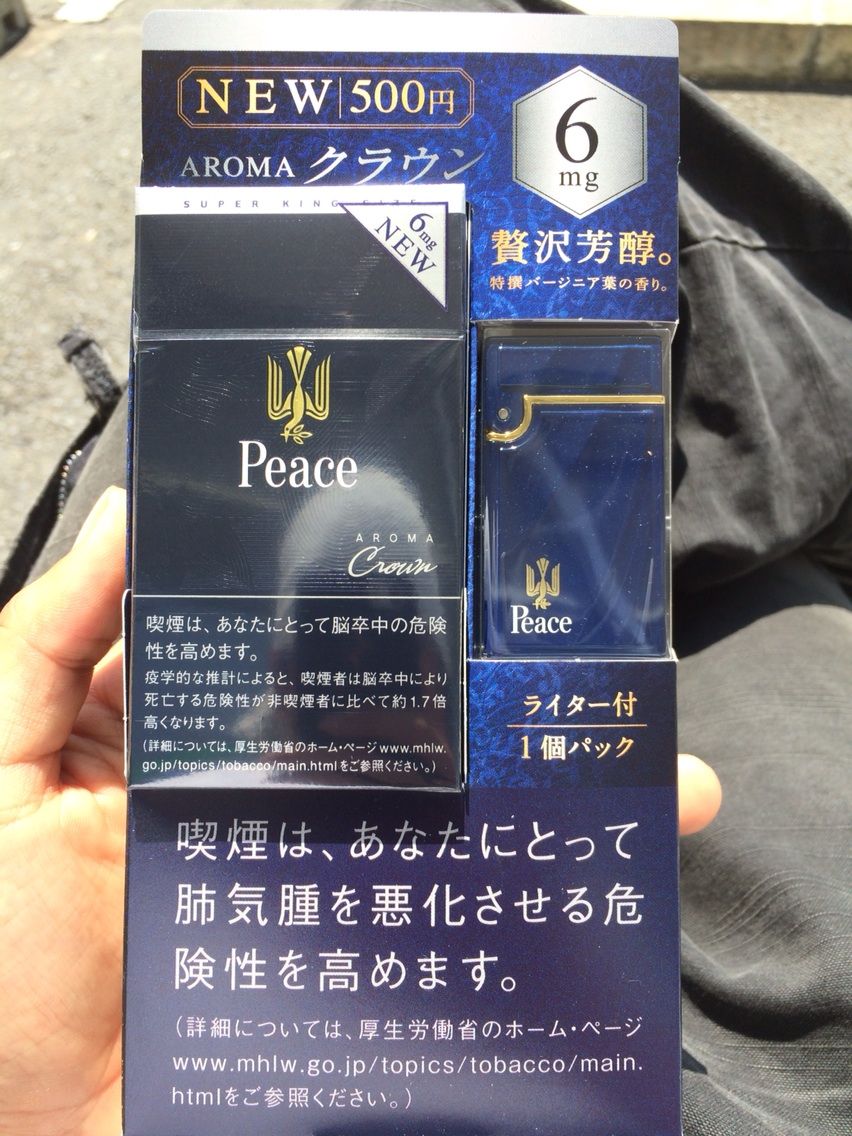 NEW|500円
AROMA クラウン
6
mg
贅沢芳醇。
特撰バージニア葉の香り。
SUPER KING SIZE
6mg
NEW
Peace
AROMA
Crown
喫煙は、あなたにとって脳卒中の危険
性を高めます。
疫学的な推計によると、喫煙者は脳卒中により
死亡する危険性が非喫煙者に比べて約1.7倍
高くなります。
(詳細については、厚生労働省のホーム・ページwww.mhlw.
go.jp/topics/tobacco/main.htmlをご参照ください。)
Peace
ライター付
1個パック
喫煙は、あなたにとって
肺気腫を悪化させる危
険性を高めます。
(詳細については、厚生労働省のホーム・ページ
www.mhlw.go.jp/topics/tobacco/main.
htmlをご参照ください。)